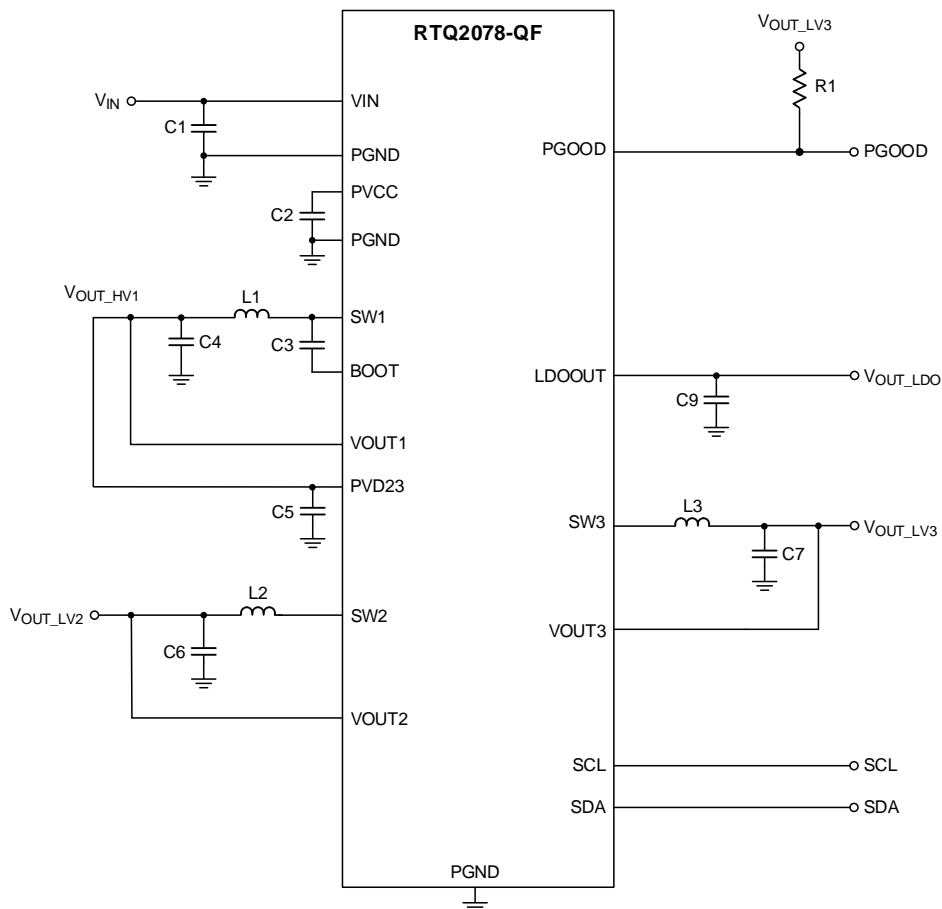 RTQ2078-QF
VOUT_LV3
R1
VIN
VIN
C1
PGND
PGOOD
PGOOD
PVCC
C2
PGND
VOUT_HV1
L1
SW1
C4
C3
BOOT
LDOOUT
VOUT_LDO
C9
VOUT1
PVD23
C5
SW3
L3
VOUT_LV3
C7
L2
VOUT_LV2
SW2
C6
VOUT3
VOUT2
SCL
SCL
SDA
SDA
PGND